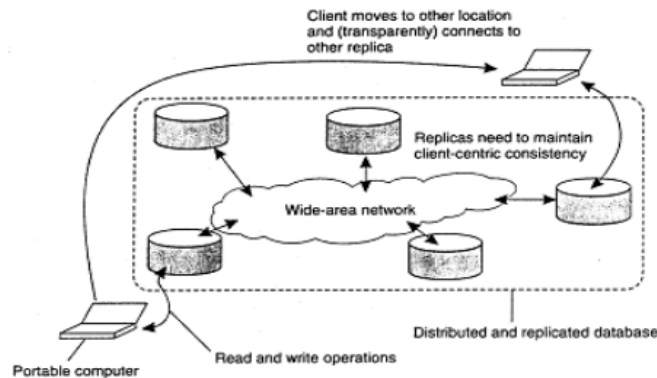 Client moves to other location
and (transparently) connects to
other replica
Replicas need to maintain
client-centric consistency
Wide-area network
Distributed and replicated database
Read and write operations
Portable computer